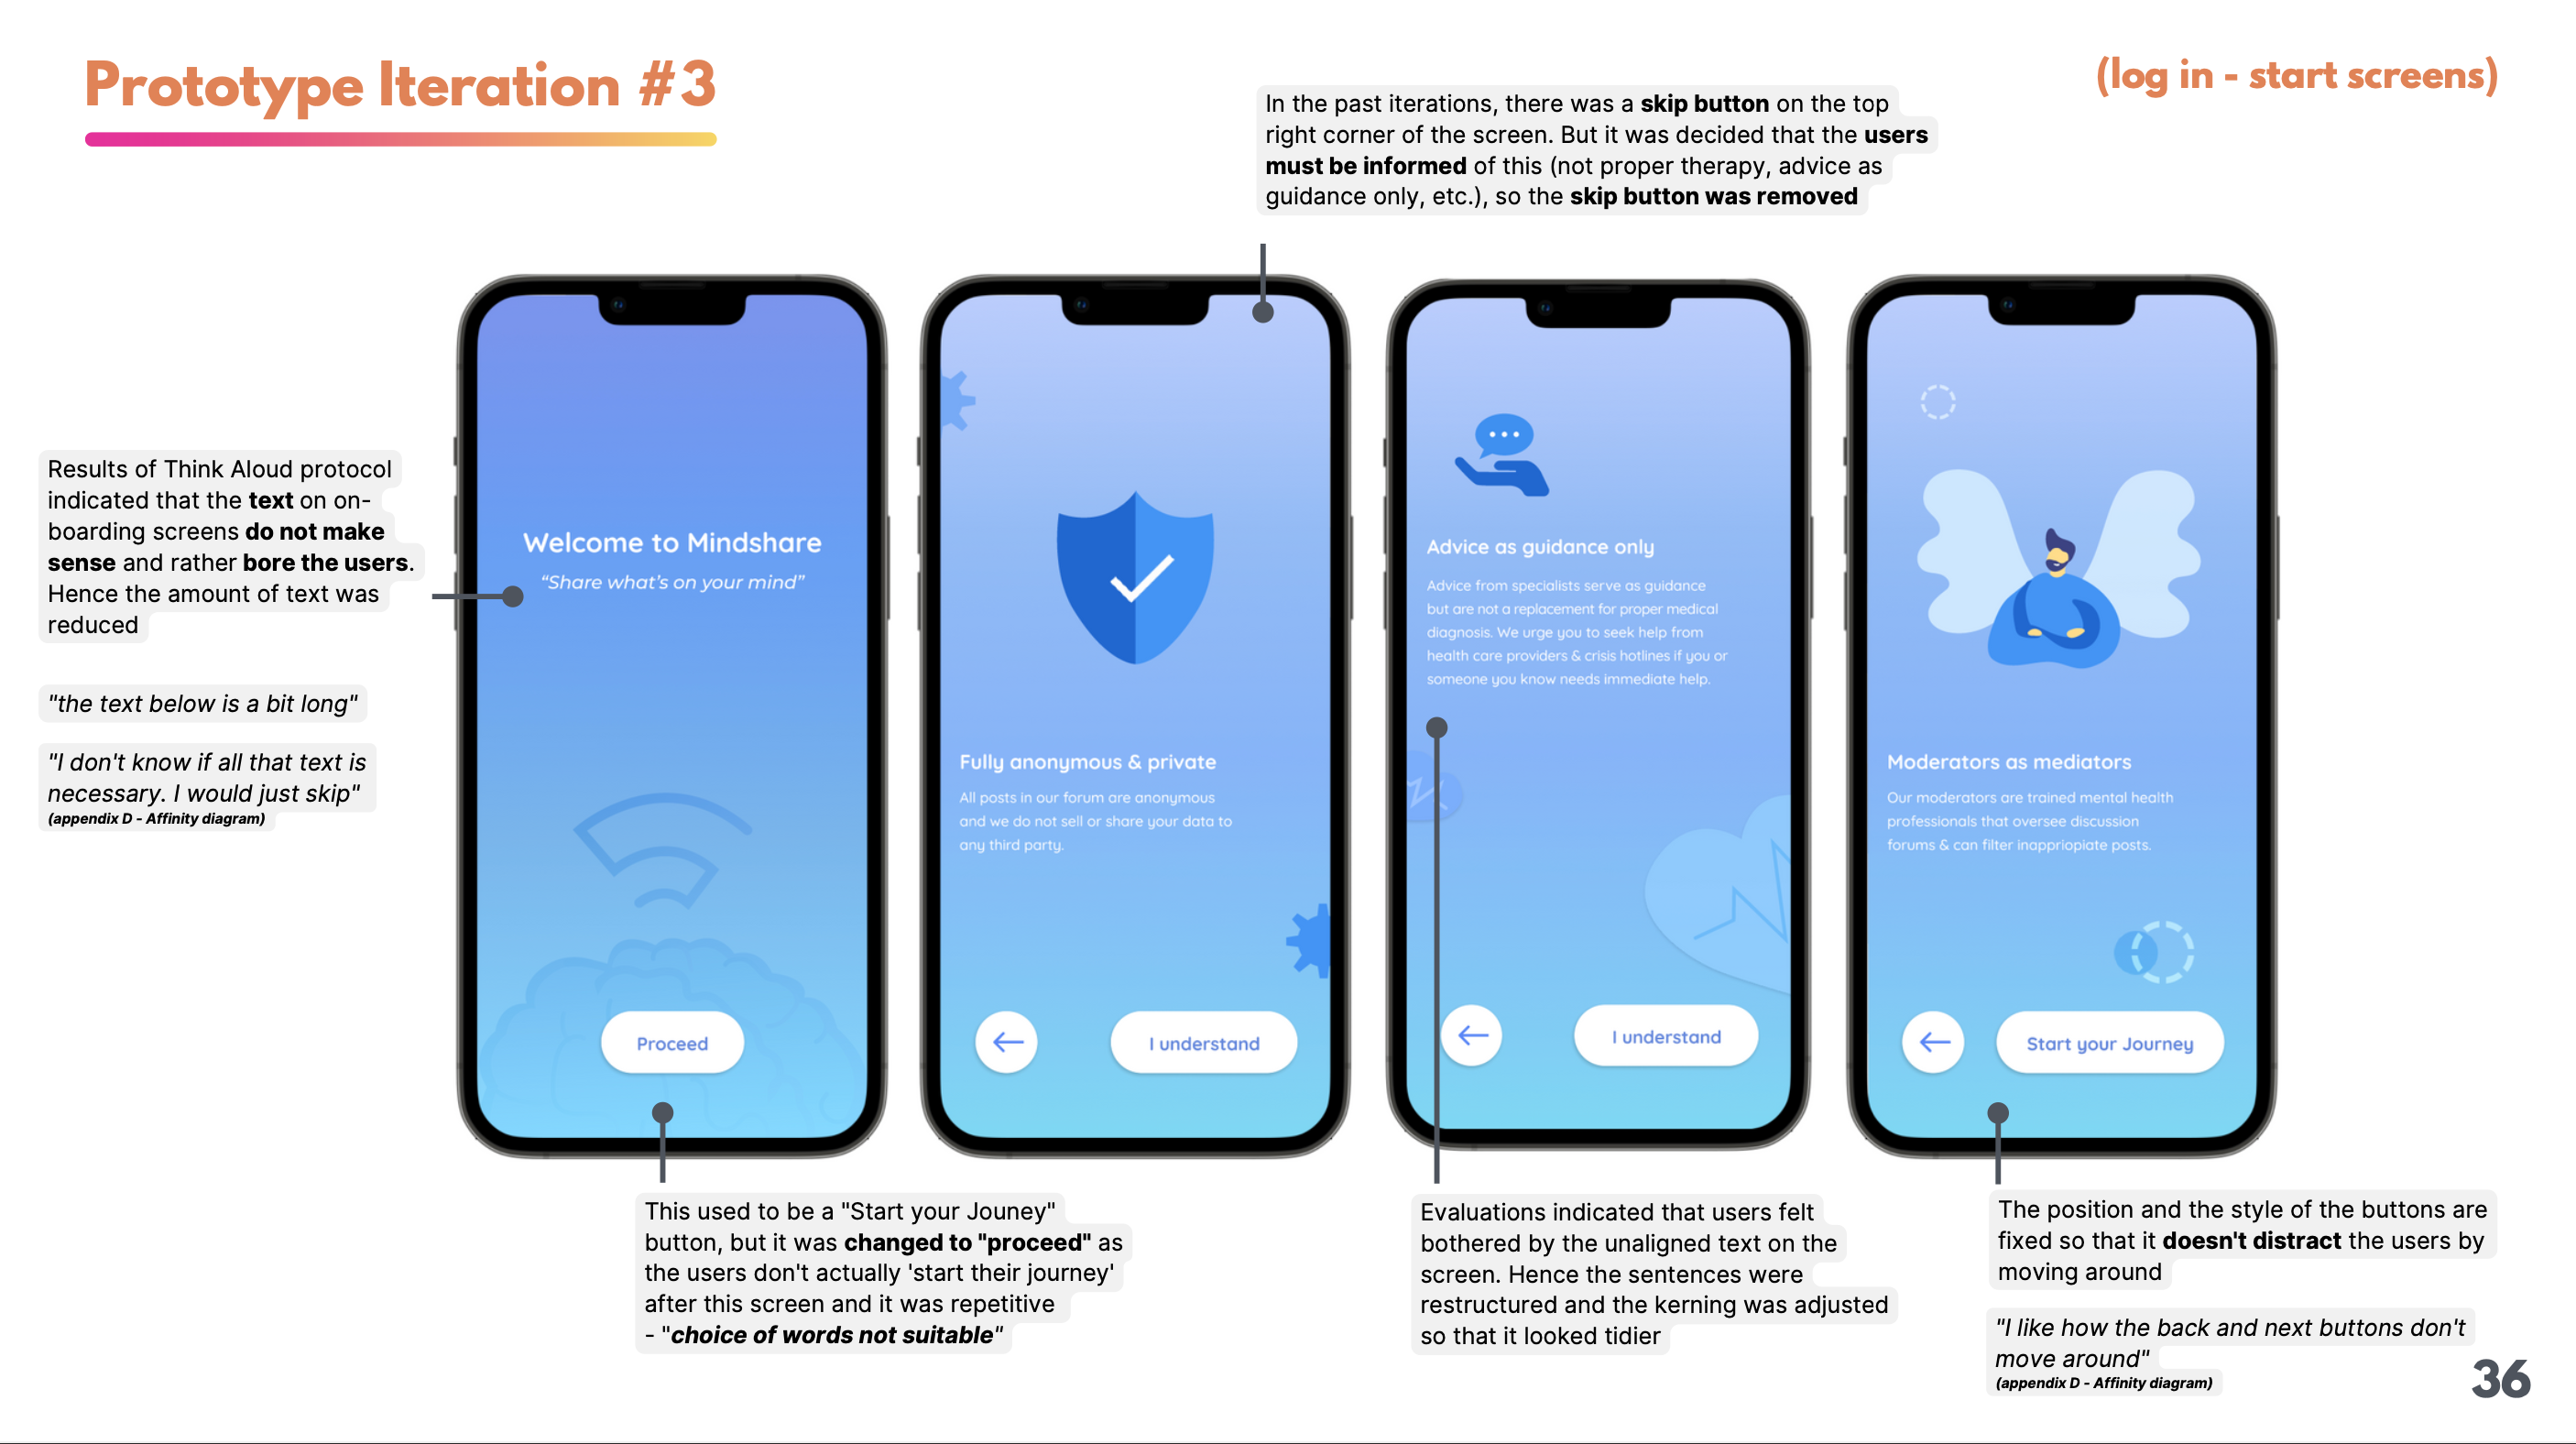 Prototype Iteration #3
(log in - start screens)
In the past iterations, there was a skip button on the top
right corner of the screen. But it was decided that the users
must be informed of this (not proper therapy, advice as
guidance only, etc.), so the skip button was removed
Results of Think Aloud protocol
indicated that the text on on-
boarding screens do not make
sense and rather bore the users.
Hence the amount of text was
reduced
"the text below is a bit long"
"I don't know if all that text is
necessary. I would just skip"
(appendix D - Affinity diagram)
Welcome to Mindshare
“Share what’s on your mind”
Proceed
Fully anonymous & private
All posts in our forum are anonymous
and we do not sell or share your data to
any third party.
I understand
Advice as guidance only
Advice from specialists serve as guidance
but are not a replacement for proper medical
diagnosis. We urge you to seek help from
health care providers & crisis hotlines if you or
someone you know needs immediate help.
I understand
Moderators as mediators
Our moderators are trained mental health
professionals that oversee discussion
forums & can filter inappriopiate posts.
Start your Journey
This used to be a "Start your Jouney"
button, but it was changed to "proceed" as
the users don't actually 'start their journey'
after this screen and it was repetitive
- "choice of words not suitable"
Evaluations indicated that users felt
bothered by the unaligned text on the
screen. Hence the sentences were
restructured and the kerning was adjusted
so that it looked tidier
The position and the style of the buttons are
fixed so that it doesn't distract the users by
moving around
"I like how the back and next buttons don't
move around"
(appendix D - Affinity diagram)
36